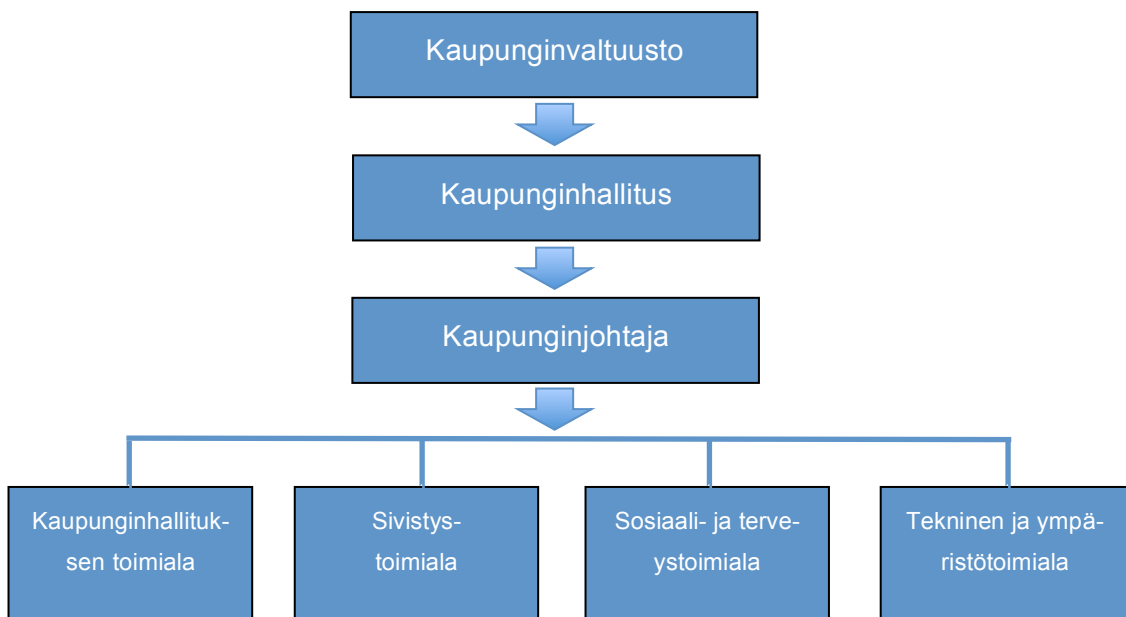 Kaupunginvaltuusto
Kaupunginhallitus
Kaupunginjohtaja
Kaupunginhallituk-
sen toimiala
Sivistys-
toimiala
Sosiaali- ja terve-
ystoimiala
Tekninen ja ympä-
ristötoimiala